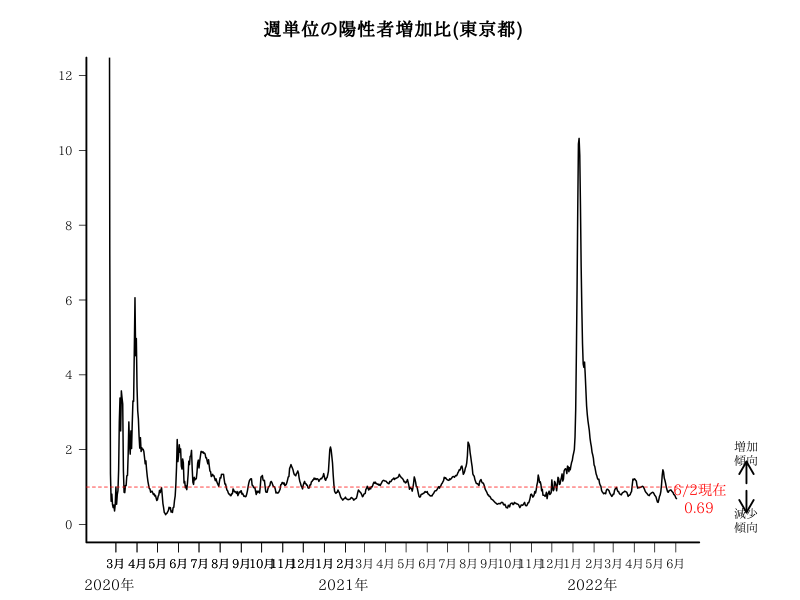 週単位の陽性者増加比(東京都)
12
10
8
6
4
2
0
増加
傾向
6/2現在
0.69
減少
傾向
3月 4月 5月 6月 7月 8月 9月 10月 11月 12月 1月 2月 3月 4月 5月 6月 7月 8月 9月 10月 11月 12月 1月 2月 3月 4月 5月 6月
2020年 2021年 2022年